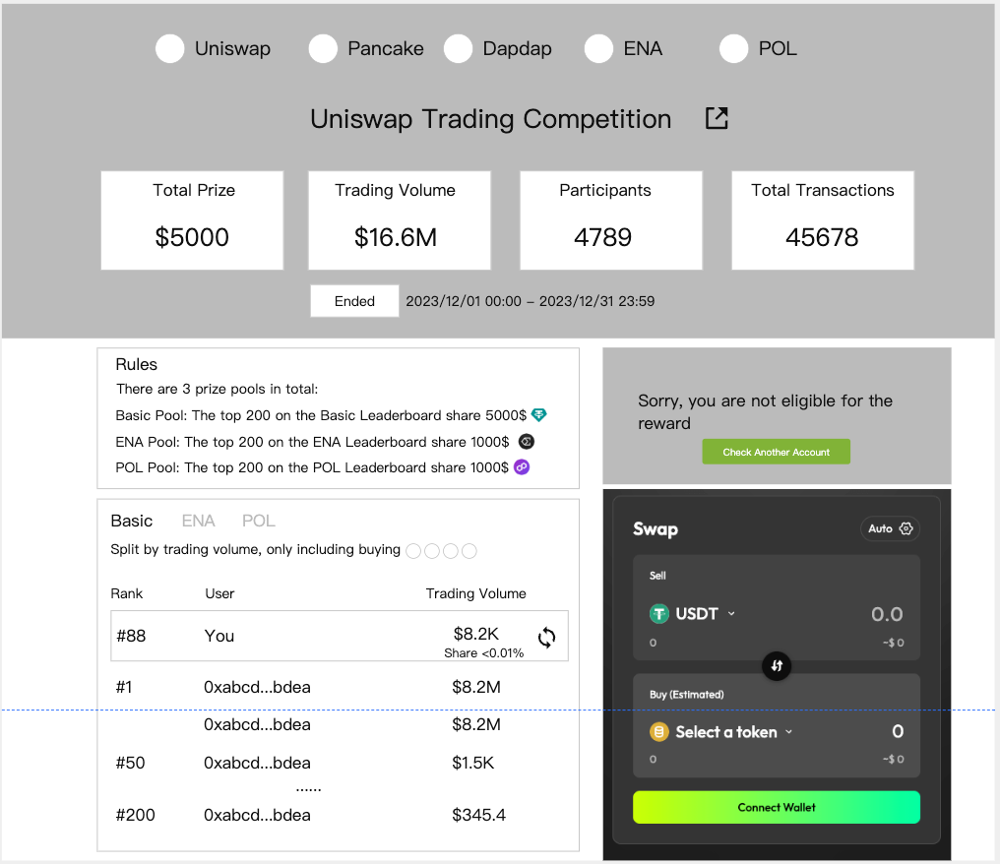 Uniswap Pancake Dapdap ENA POL
Uniswap Trading Competition
Total Prize Trading Volume Participants Total Transactions
$5000 $16.6M 4789 45678
Ended 2023/12/01 00:00 – 2023/12/31 23:59
Rules
There are 3 prize pools in total:
Basic Pool: The top 200 on the Basic Leaderboard share 5000$
ENA Pool: The top 200 on the ENA Leaderboard share 1000$
POL Pool: The top 200 on the POL Leaderboard share 1000$
Sorry, you are not eligible for the
reward
Check Another Account
Basic ENA POL
Split by trading volume, only including buying
Rank User Trading Volume
#88 You $8.2K
Share <0.01%
#1 0xabcd...bdea $8.2M
0xabcd...bdea $8.2M
#50 0xabcd...bdea $1.5K
......
#200 0xabcd...bdea $345.4
Swap Auto
Sell
USDT 0.0
0 ~$ 0
Buy (Estimated)
Select a token 0
0 ~$ 0
Connect Wallet